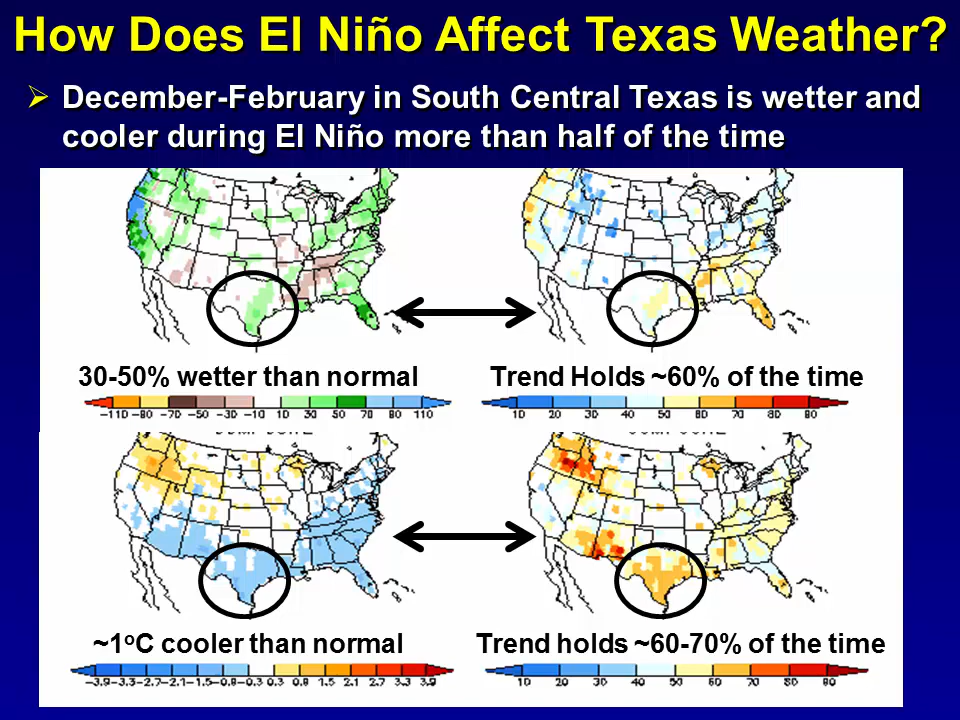 How Does El Niño Affect Texas Weather?
➢ December-February in South Central Texas is wetter and
cooler during El Niño more than half of the time
30-50% wetter than normal
Trend Holds ~60% of the time
-110 -90 -70 -50 -30 -10 10 30 50 70 90 110
10 20 30 40 50 60 70 80 90
~1°C cooler than normal
Trend holds ~60-70% of the time
-3.9-3.3-2.7-2.1-1.5-0.9-0.3 0.3 0.9 1.5 2.1 2.7 3.3 3.9
10 20 30 40 50 60 70 80 90